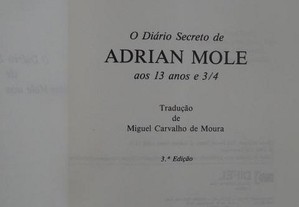 O Diário Secreto de
ADRIAN MOLE
aos 13 anos e 3/4
Tradução
de
Miguel Carvalho de Moura
3.ª Edição